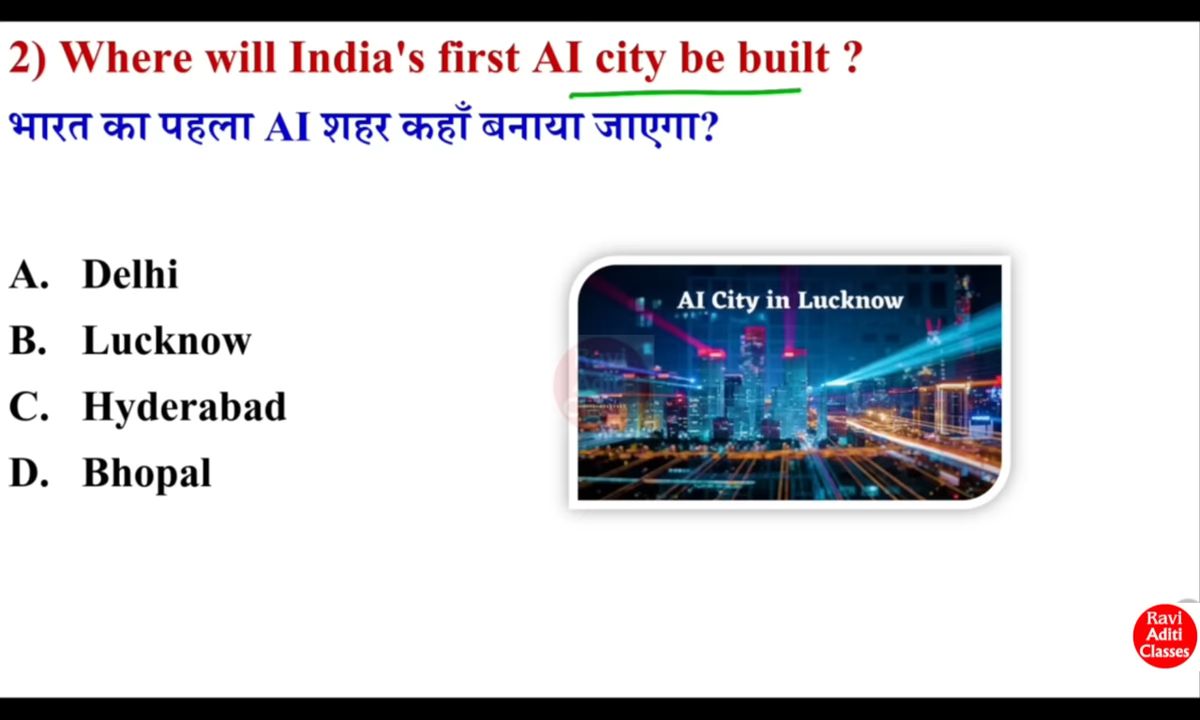 2) Where will India's first AI city be built ?
भारत का पहला AI शहर कहाँ बनाया जाएगा?
A. Delhi
B. Lucknow
C. Hyderabad
D. Bhopal
AI City in Lucknow
Ravi
Aditi
Classes